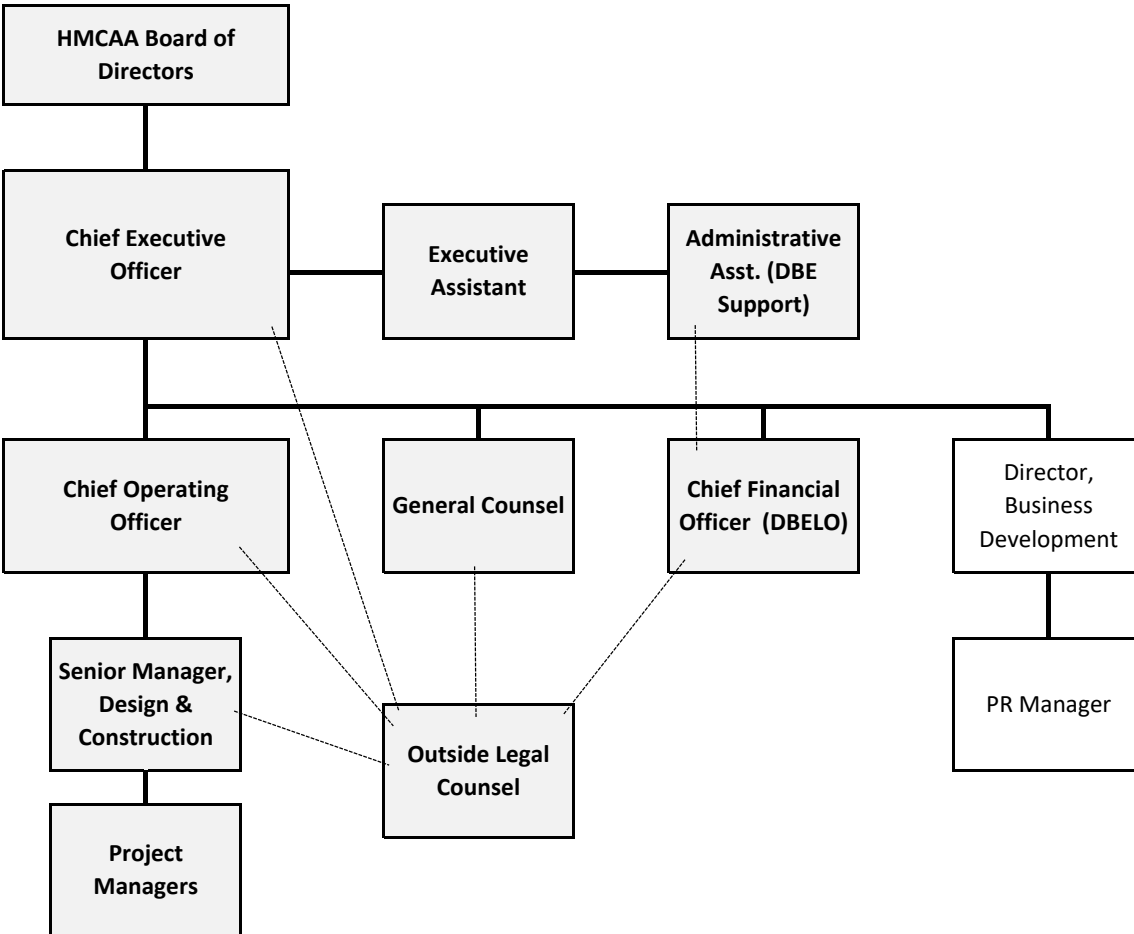 HMCAA Board of
Directors
Chief Executive
Officer
Executive
Assistant
Administrative
Asst. (DBE
Support)
Chief Operating
Officer
General Counsel
Chief Financial
Officer  (DBELO)
Director,
Business
Development
Senior Manager,
Design &
Construction
Outside Legal
Counsel
PR Manager
Project
Managers